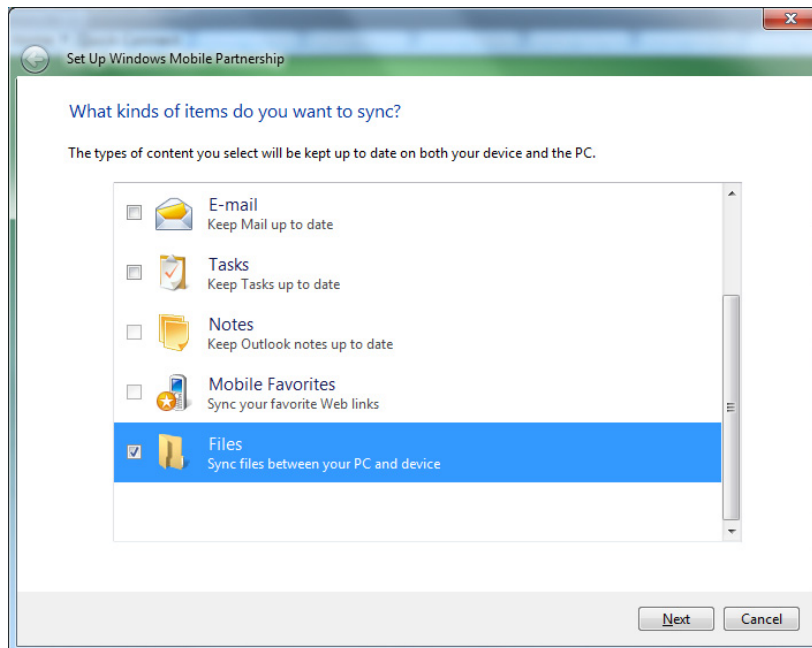 Set Up Windows Mobile Partnership
What kinds of items do you want to sync?
The types of content you select will be kept up to date on both your device and the PC.
E-mail
Keep Mail up to date
Tasks
Keep Tasks up to date
Notes
Keep Outlook notes up to date
Mobile Favorites
Sync your favorite Web links
Files
Sync files between your PC and device
Next Cancel